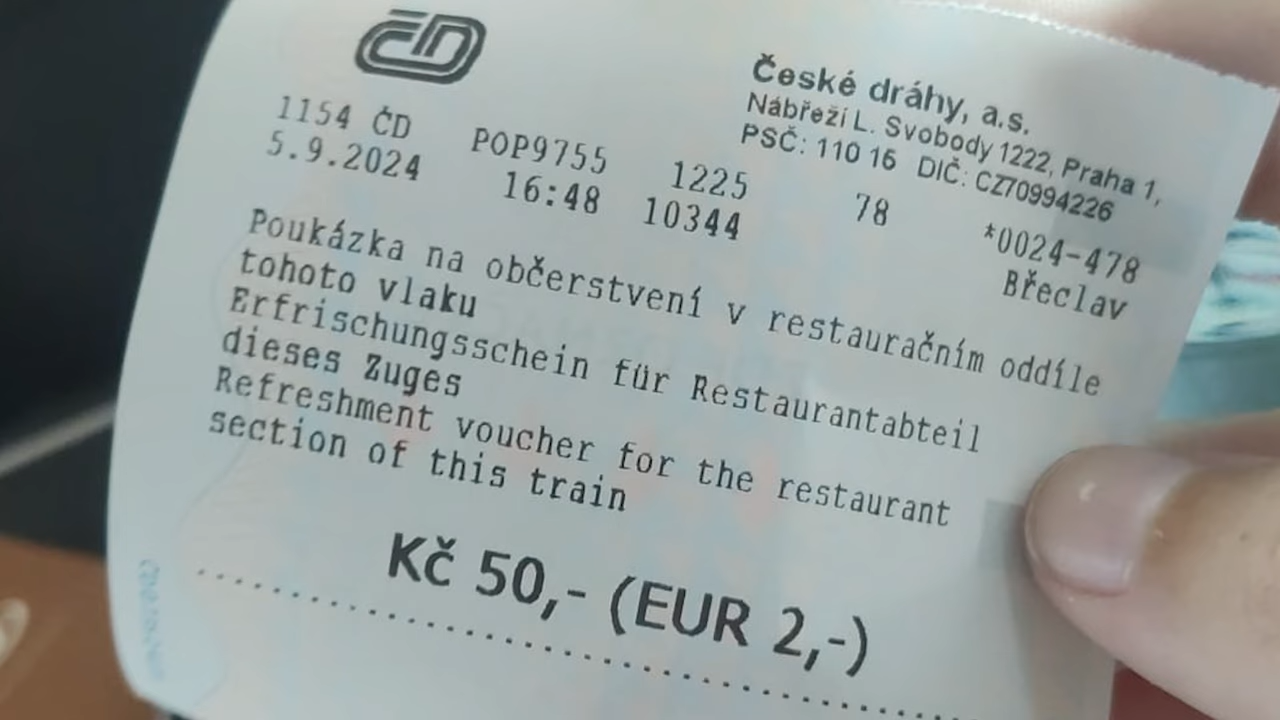 ČD
České dráhy, a.s.
Nábřeží L. Svobody 1222, Praha 1,
PSČ: 110 16 DIČ: CZ70994226
1154 ČD POP9755 1225 78 *0024-478
5.9.2024 16:48 10344 Břeclav
Poukázka na občerstvení v restauračním oddíle
tohoto vlaku
Erfrischungsschein für Restaurantabteil
dieses Zuges
Refreshment voucher for the restaurant
section of this train
Kč 50,- (EUR 2,-)